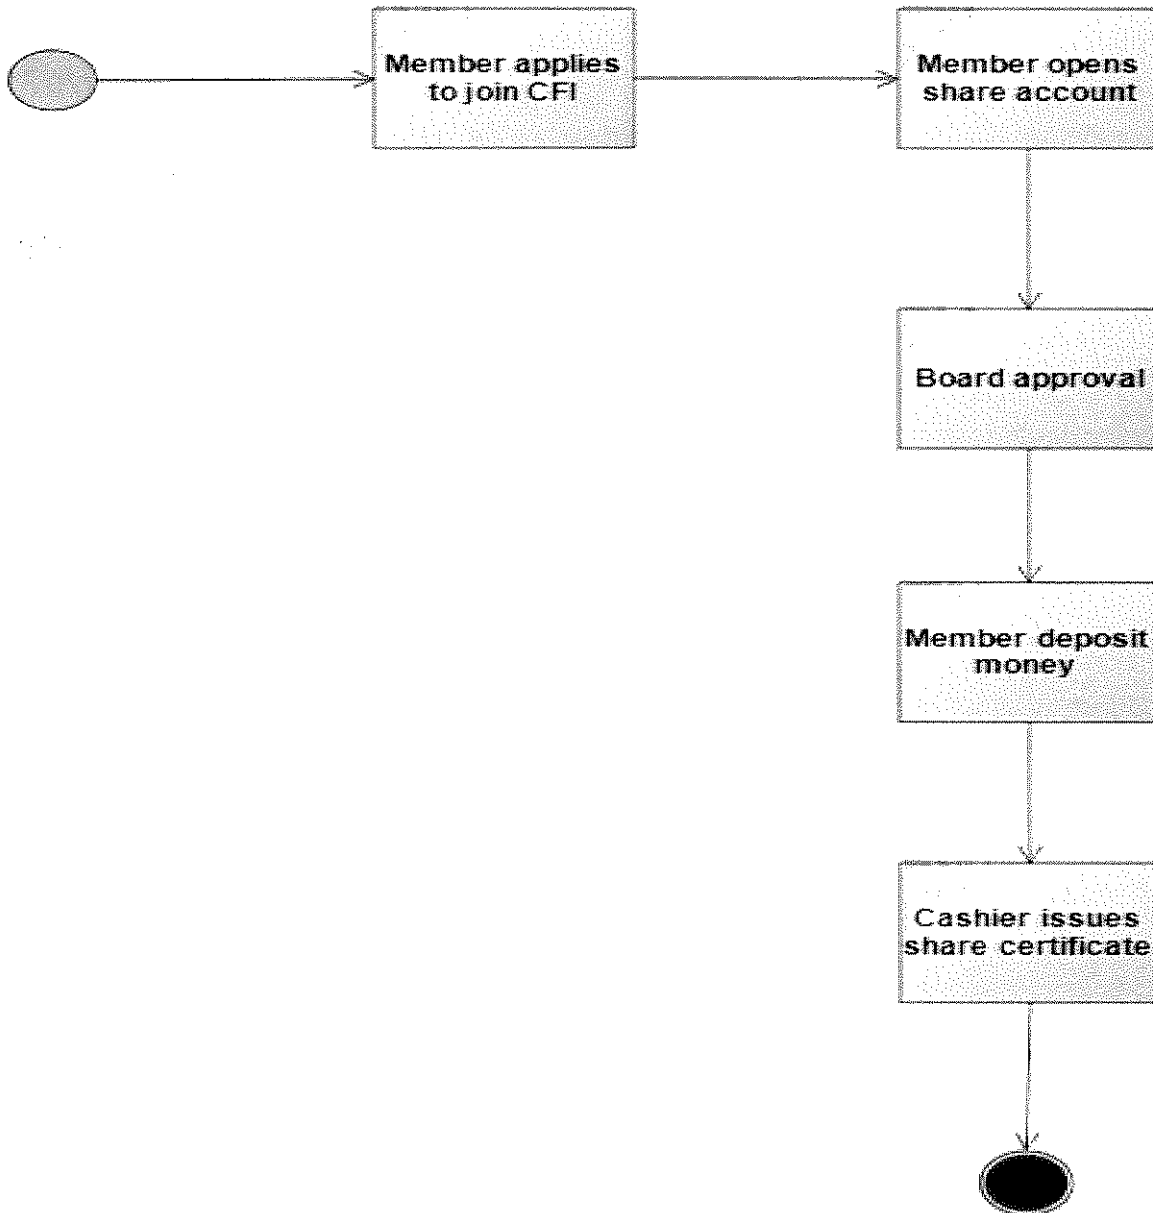 Member applies
to join CFI
Member opens
share account
Board approval
Member deposit
money
Cashier issues
share certificate